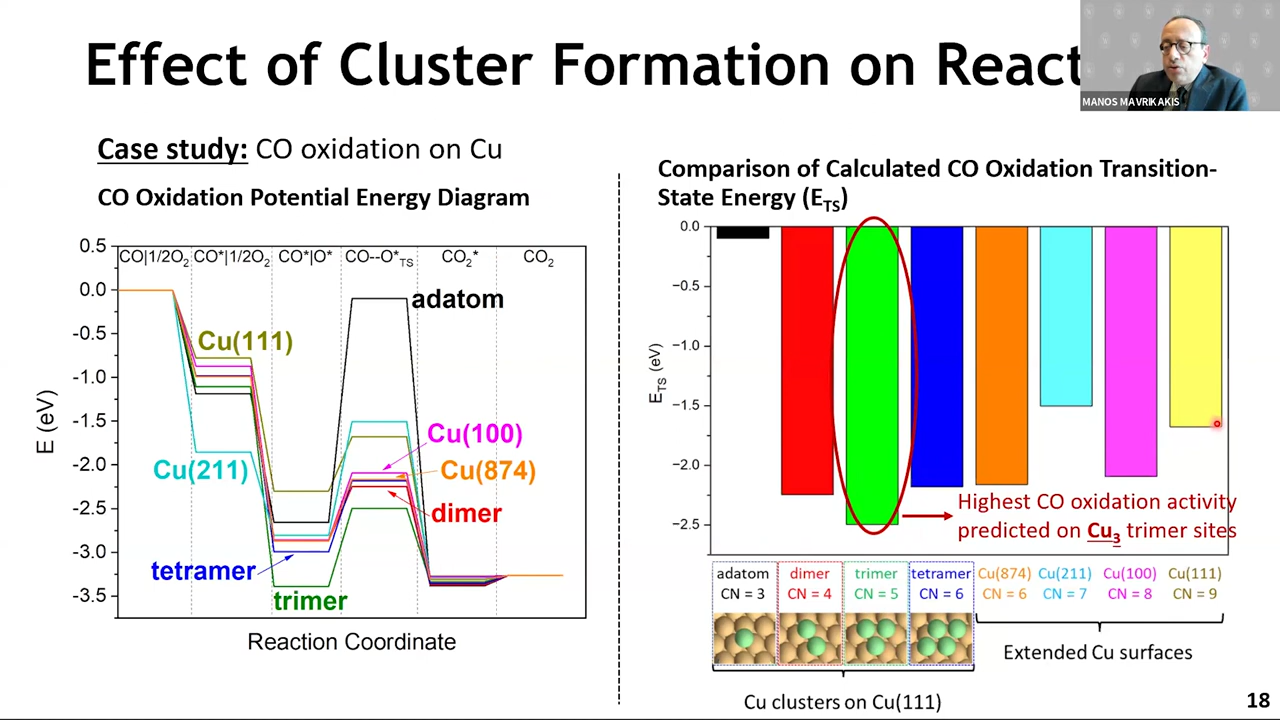 Effect of Cluster Formation on React
MANOS MAVRIKAKIS
Case study: CO oxidation on Cu
CO Oxidation Potential Energy Diagram
0.5
0.0
-0.5
-1.0
-1.5
-2.0
-2.5
-3.0
-3.5
E (eV)
CO|1/2O2 CO*|1/2O2 CO*|O* CO--O*TS CO2* CO2
adatom
Cu(111)
Cu(100)
Cu(211)
Cu(874)
dimer
tetramer
trimer
Reaction Coordinate
Comparison of Calculated CO Oxidation Transition-
State Energy (ETS)
0.0
−0.5
−1.0
−1.5
−2.0
−2.5
ETS (eV)
Highest CO oxidation activity
predicted on Cu3 trimer sites
adatom dimer trimer tetramer Cu(874) Cu(211) Cu(100) Cu(111)
CN = 3 CN = 4 CN = 5 CN = 6 CN = 6 CN = 7 CN = 8 CN = 9
Extended Cu surfaces
Cu clusters on Cu(111)
18